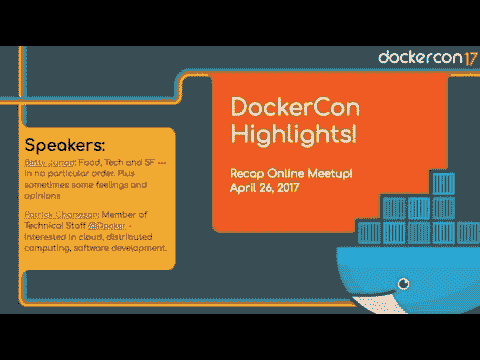 dockercon17
DockerCon
Highlights!
Recap Online Meetup!
April 26, 2017
Speakers:
Betty Junod: Food, Tech and SF ---
in no particular order. Plus
sometimes some feelings and
opinions
Patrick Chanezon: Member of
Technical Staff @Docker -
Interested in cloud, distributed
computing, software development.